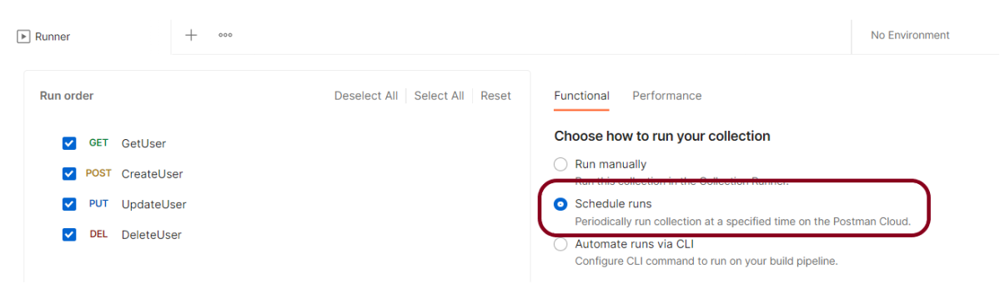 Runner
No Environment
Run order
Deselect All
Select All
Reset
GET GetUser
POST CreateUser
PUT UpdateUser
DEL DeleteUser
Functional
Performance
Choose how to run your collection
Run manually
Run this collection in the Collection Runner.
Schedule runs
Periodically run collection at a specified time on the Postman Cloud.
Automate runs via CLI
Configure CLI command to run on your build pipeline.